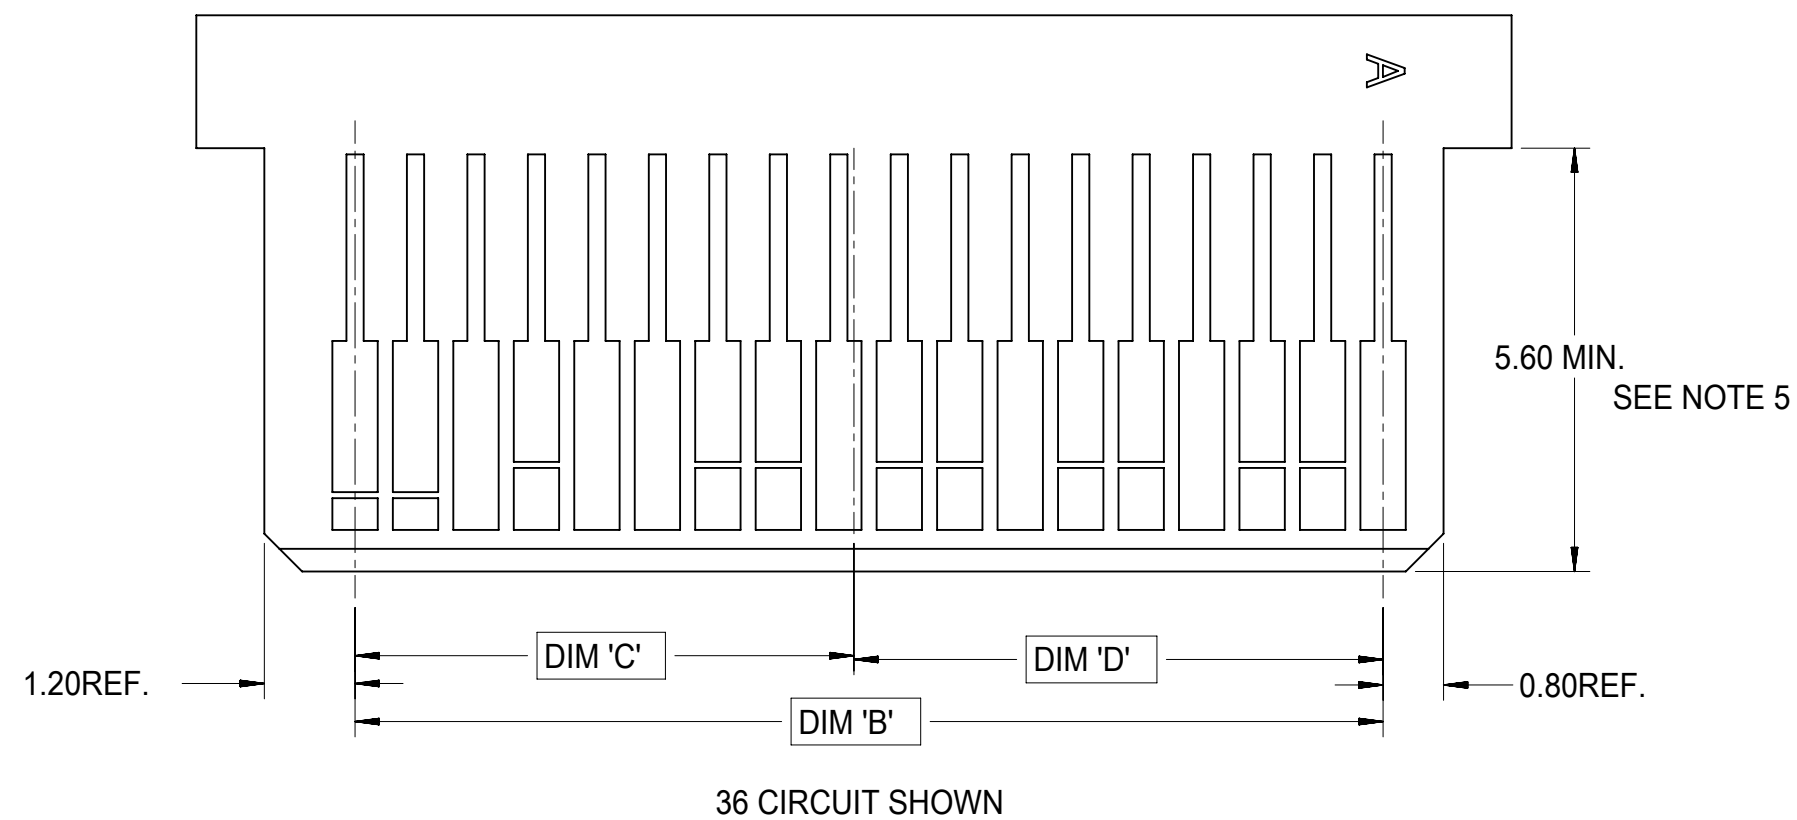 A
5.60 MIN.
SEE NOTE 5
DIM 'C'
DIM 'D'
1.20REF.
0.80REF.
DIM 'B'
36 CIRCUIT SHOWN